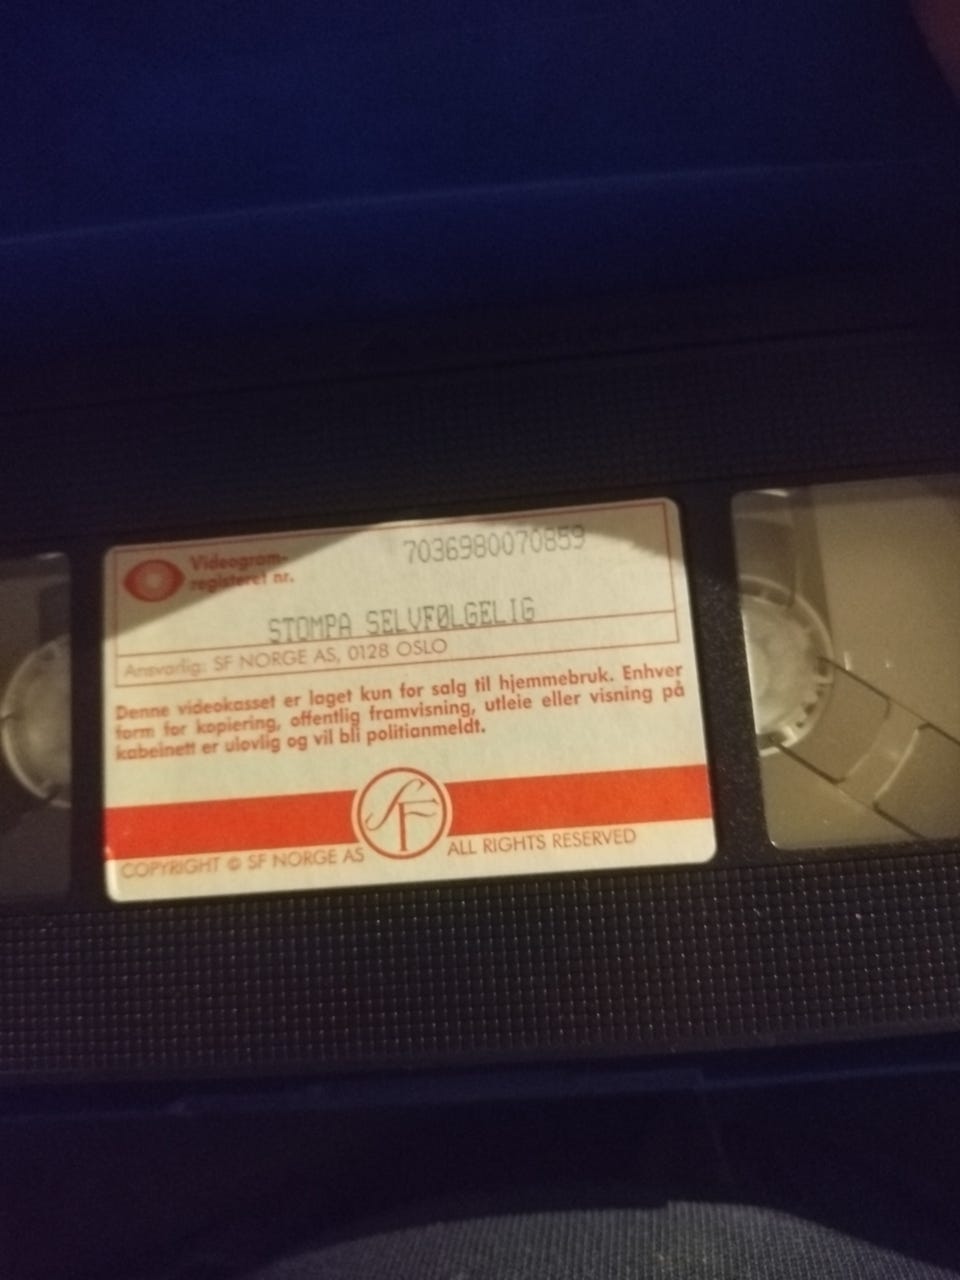 Videogram-
registeret nr.
7036980070859
STOMPA SELVFØLGELIG
Ansvarlig: SF NORGE AS, 0128 OSLO
Denne videokasset er laget kun for salg til hjemmebruk. Enhver
form for kopiering, offentlig framvisning, utleie eller visning på
kabelnett er ulovlig og vil bli politianmeldt.
SF
COPYRIGHT © SF NORGE AS
ALL RIGHTS RESERVED